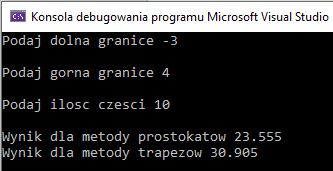 Konsola debugowania programu Microsoft Visual Studio
Podaj dolna granice -3
Podaj gorna granice 4
Podaj ilosc czesci 10
Wynik dla metody prostokatow 23.555
Wynik dla metody trapezow 30.905